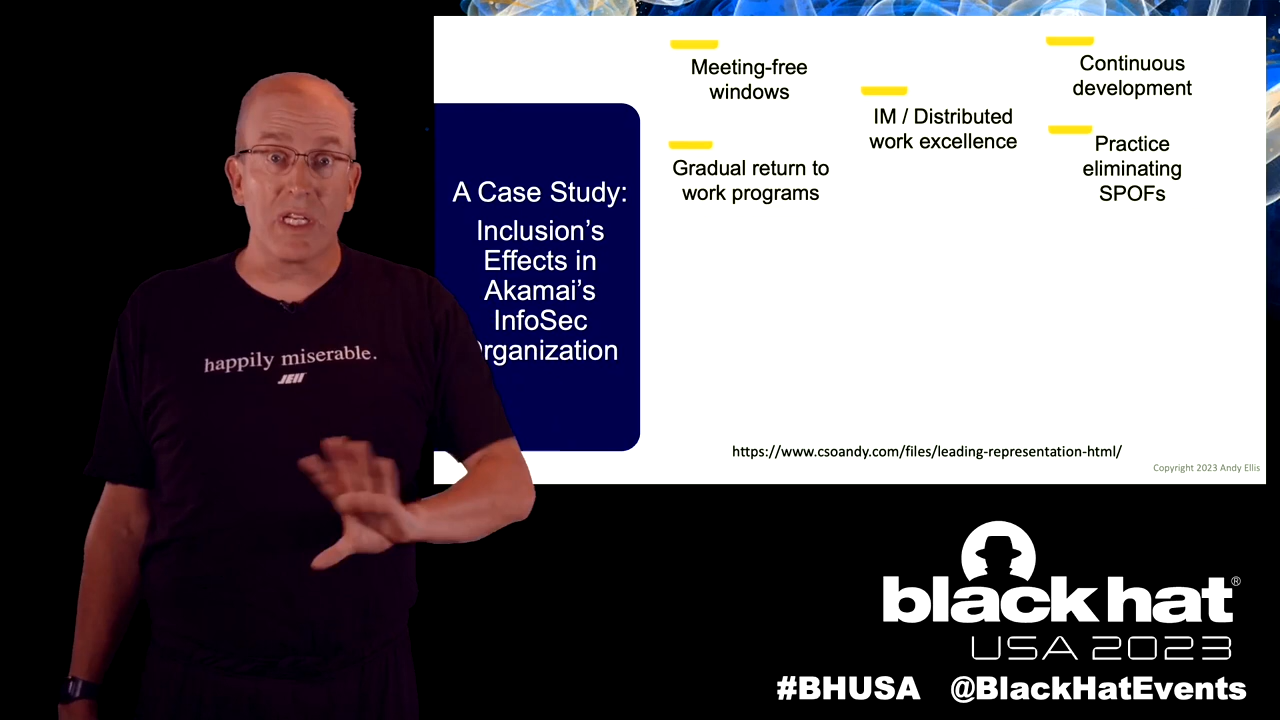 A Case Study:
Inclusion's
Effects in
Akamai's
InfoSec
rganization
Meeting-free
windows
Gradual return to
work programs
IM / Distributed
work excellence
Continuous
development
Practice
eliminating
SPOFs
https://www.csoandy.com/files/leading-representation-html/
Copyright 2023 Andy Ellis
happily miserable.
black hat®
USA 2023
#BHUSA @BlackHatEvents